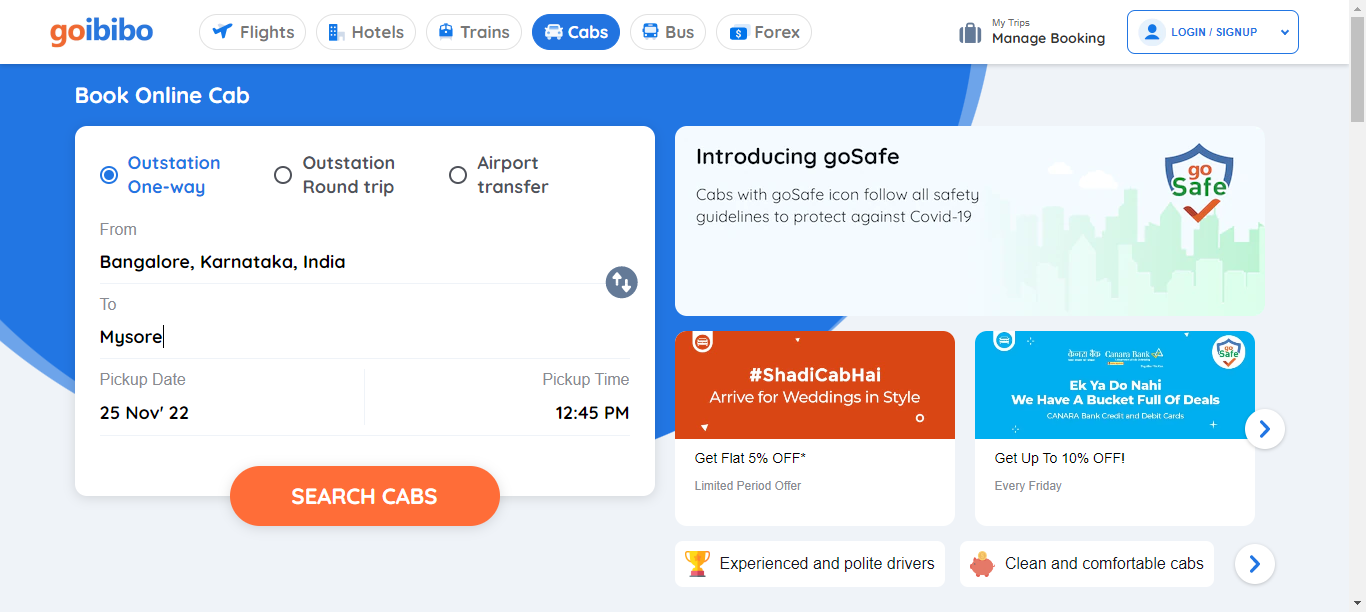 goibibo
Flights
Hotels
Trains
Cabs
Bus
$
Forex
My Trips
Manage Booking
LOGIN / SIGNUP
Book Online Cab
Outstation
One-way
Outstation
Round trip
Airport
transfer
From
Bangalore, Karnataka, India
To
Mysore
Pickup Date
Pickup Time
25 Nov' 22
12:45 PM
SEARCH CABS
Introducing goSafe
Cabs with goSafe icon follow all safety
guidelines to protect against Covid-19
go
Safe
#ShadiCabHai
Arrive for Weddings in Style
Get Flat 5% OFF*
Limited Period Offer
केनरा बैंक Canara Bank
go
Safe
Ek Ya Do Nahi
We Have A Bucket Full Of Deals
CANARA Bank Credit and Debit Cards
Get Up To 10% OFF!
Every Friday
Experienced and polite drivers
Clean and comfortable cabs